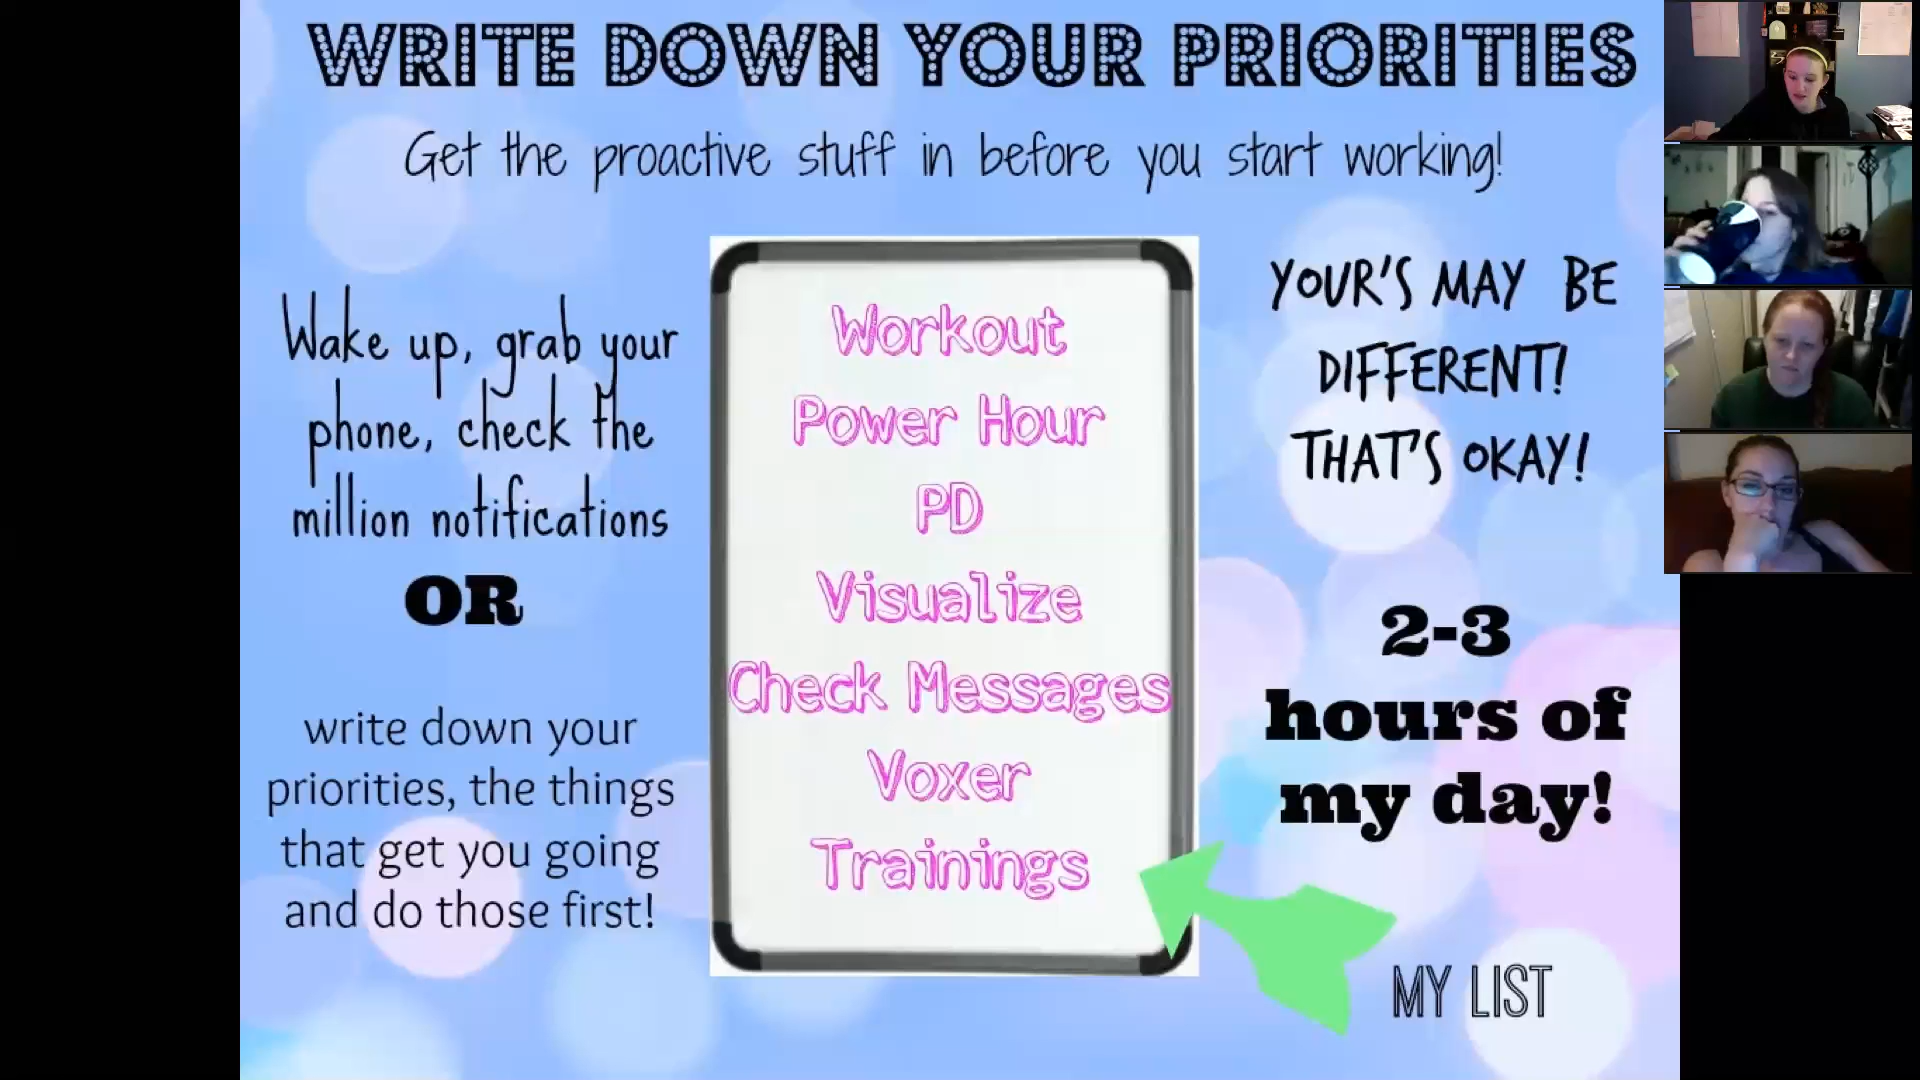 WRITE DOWN YOUR PRIORITIES
Get the proactive stuff in before you start working!
Wake up, grab your
phone, check the
million notifications
OR
write down your
priorities, the things
that get you going
and do those first!
Workout
Power Hour
PD
Visualize
Check Messages
Voxer
Trainings
YOUR'S MAY BE
DIFFERENT!
THAT'S OKAY!
2-3
hours of
my day!
MY LIST